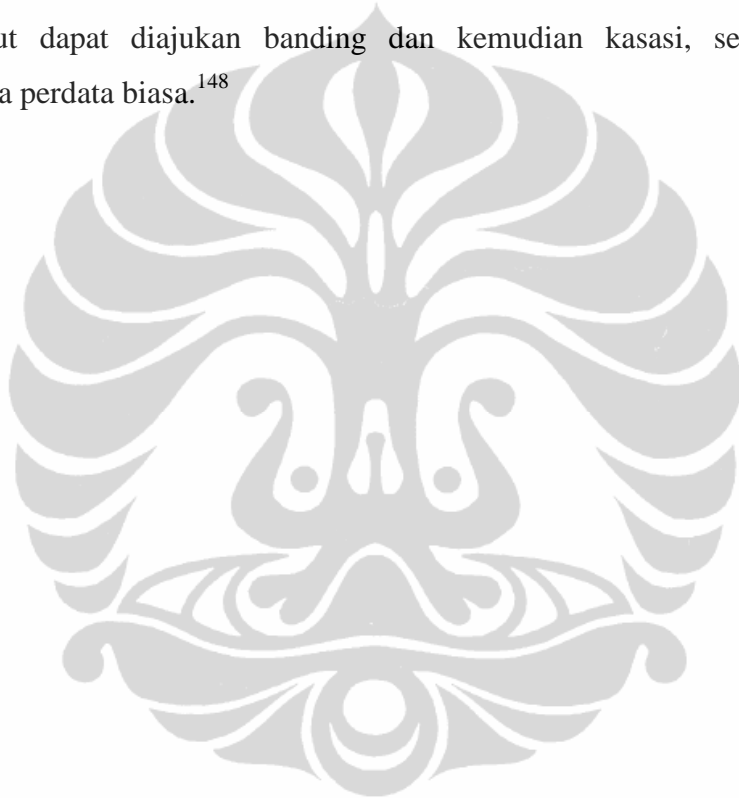 ut dapat diajukan banding dan kemudian kasasi, se
a perdata biasa.148